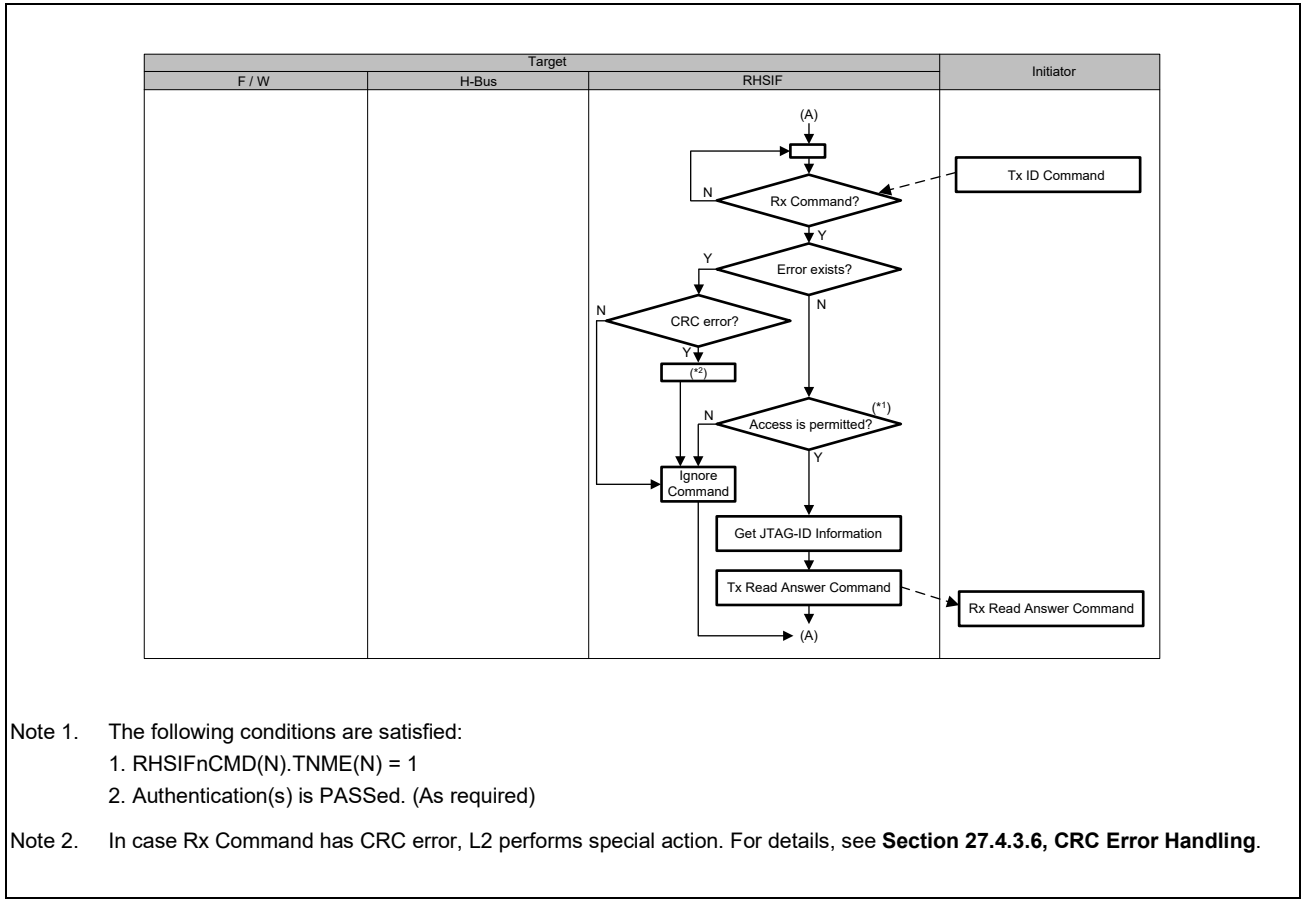 Target
Initiator
F / W
H-Bus
RHSIF
(A)
Tx ID Command
N
Rx Command?
Y
Y
Error exists?
N
N
CRC error?
Y
(*2)
(*1)
N
Access is permitted?
Y
Ignore
Command
Get JTAG-ID Information
Tx Read Answer Command
Rx Read Answer Command
(A)
Note 1. The following conditions are satisfied:
1. RHSIFnCMD(N).TNME(N) = 1
2. Authentication(s) is PASSed. (As required)
Note 2. In case Rx Command has CRC error, L2 performs special action. For details, see Section 27.4.3.6, CRC Error Handling.